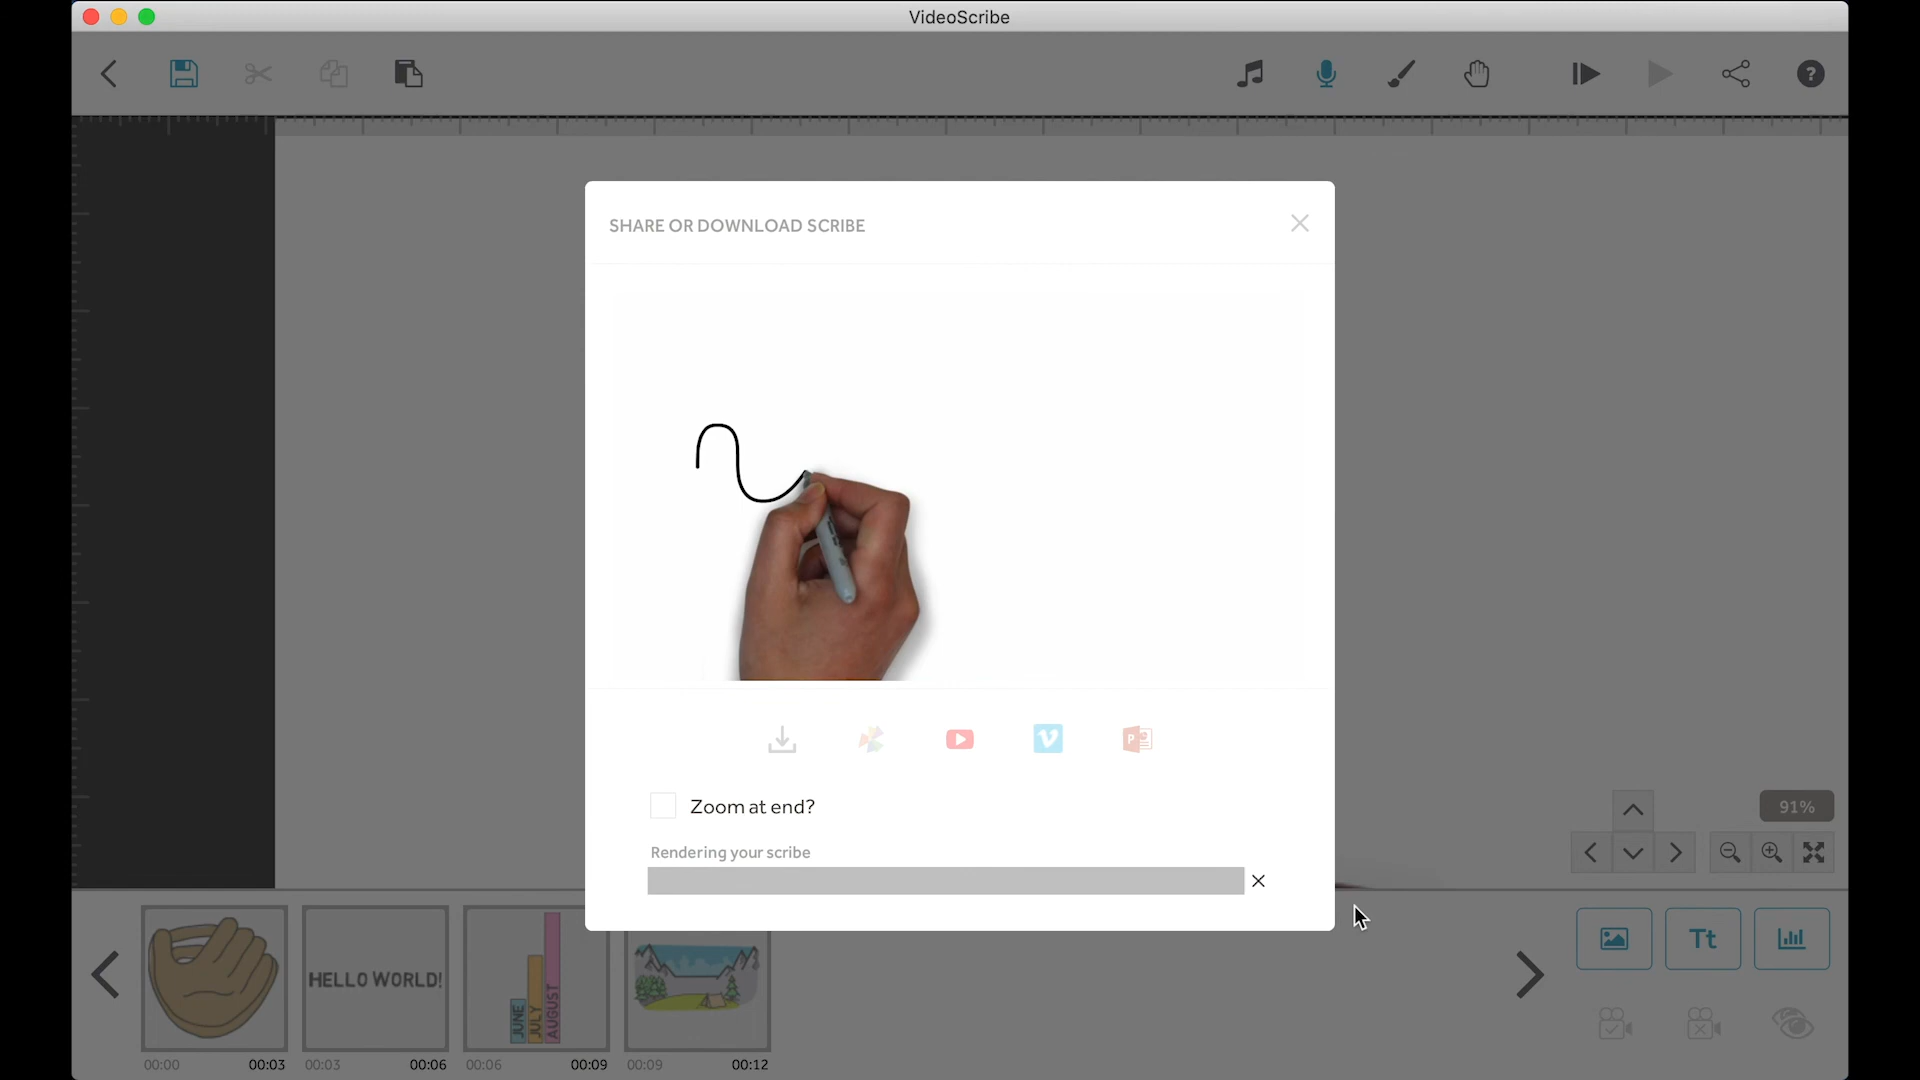 VideoScribe
SHARE OR DOWNLOAD SCRIBE
Zoom at end?
Rendering your scribe
91%
HELLO WORLD!
JUNE
JULY
AUGUST
Tt
00:00 00:03 00:03 00:06 00:06 00:09 00:09 00:12